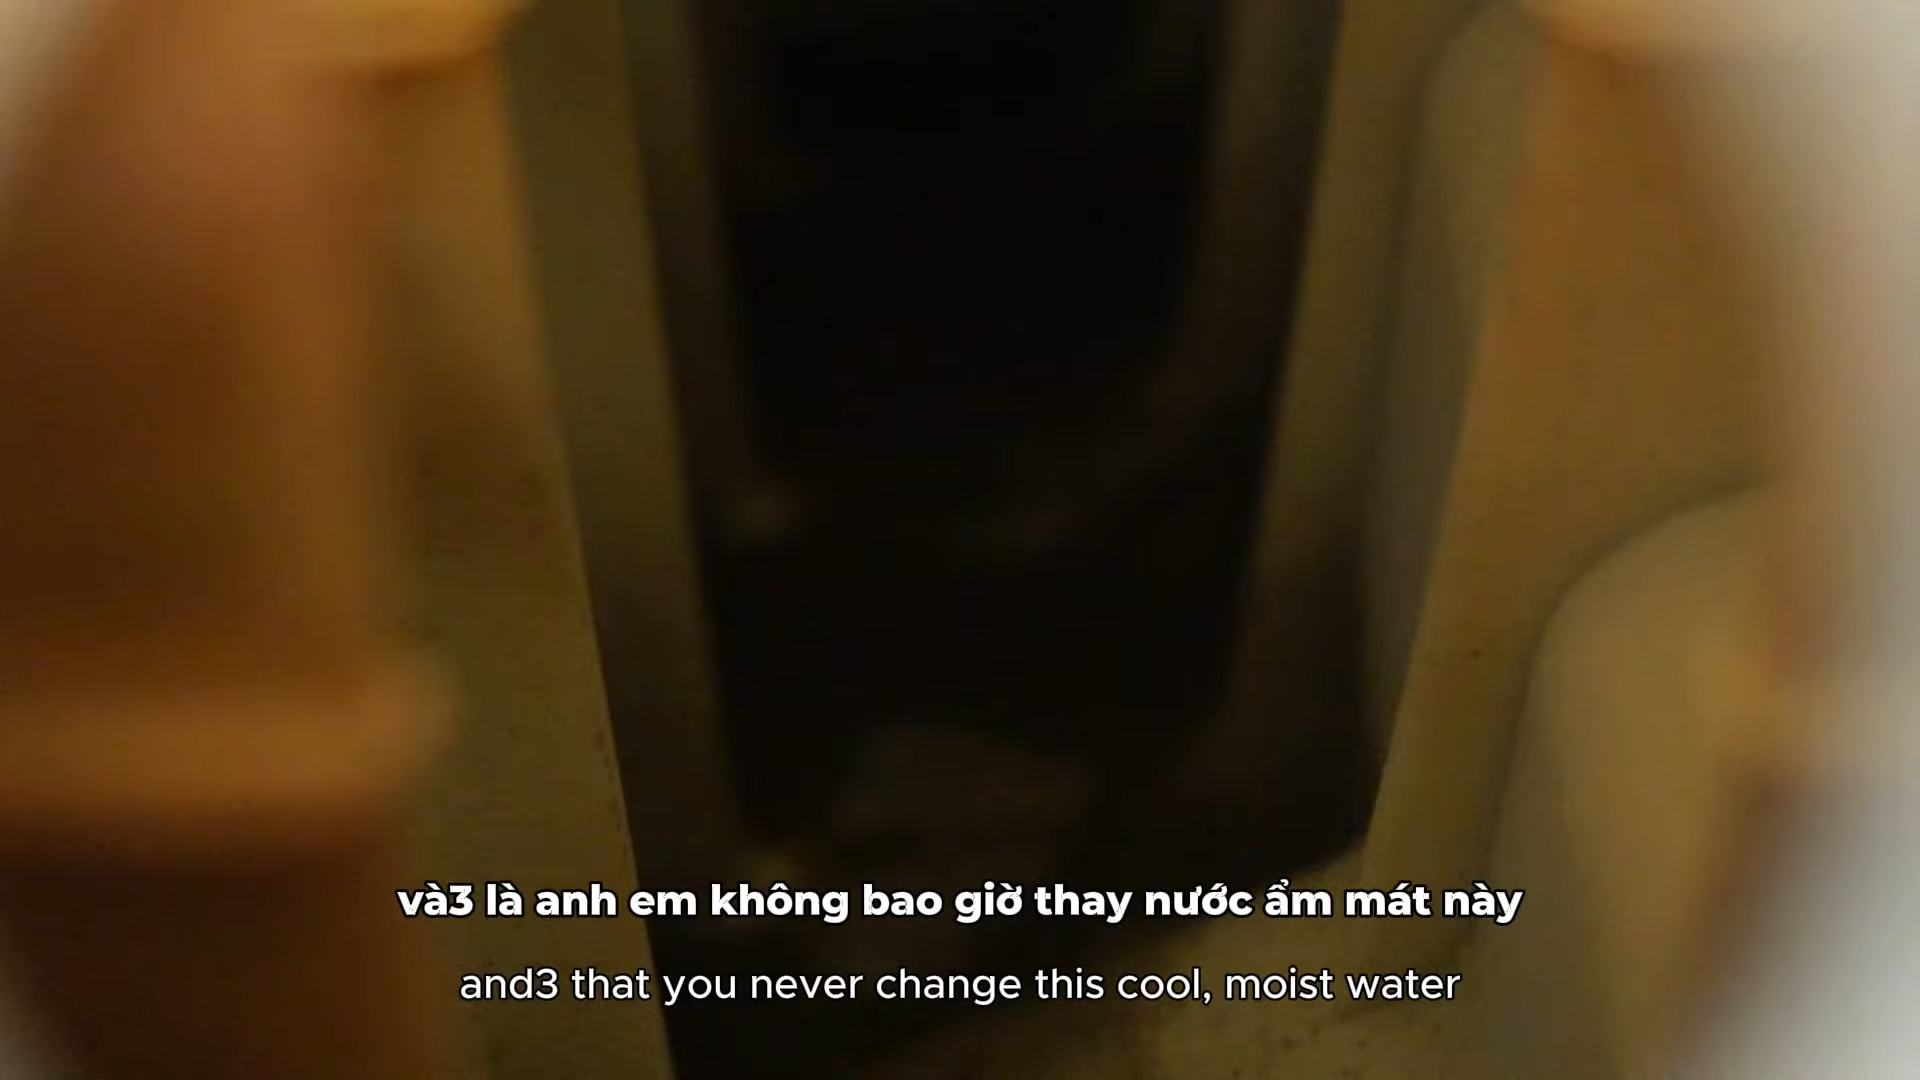 và3 là anh em không bao giờ thay nước ẩm mát này
and3 that you never change this cool, moist water